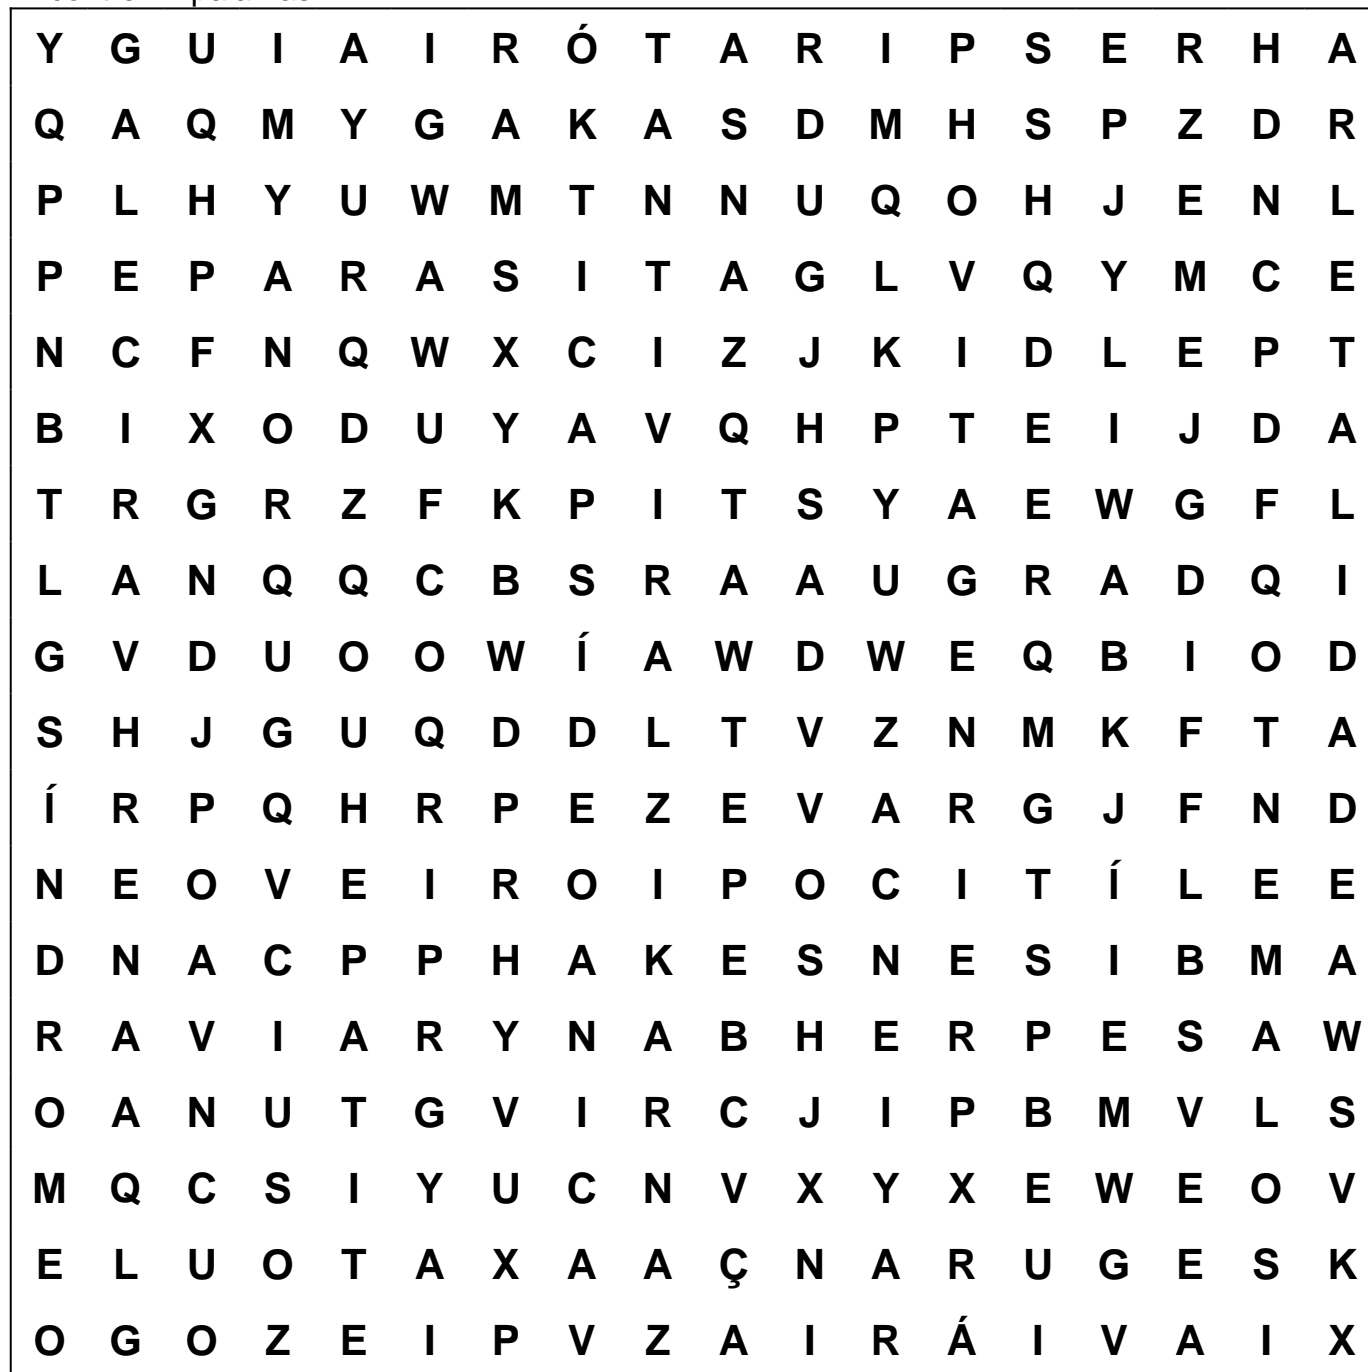 Y G U I A I R Ó T A R I P S E R H A
Q A Q M Y G A K A S D M H S P Z D R
P L H Y U W M T N N U Q O H J E N L
P E P A R A S I T A G L V Q Y M C E
N C F N Q W X C I Z J K I D L E P T
B I X O D U Y A V Q H P T E I J D A
T R G R Z F K P I T S Y A E W G F L
L A N Q Q C B S R A A U G R A D Q I
G V D U O O W Í A W D W E Q B I O D
S H J G U Q D D L T V Z N M K F T A
Í R P Q H R P E Z E V A R G J F N D
N E O V E I R O I P O C I T Í L E E
D N A C P P H A K E S N E S I B M A
R A V I A R Y N A B H E R P E S A W
O A N U T G V I R C J I P B M V L S
M Q C S I Y U C N V X Y X E W E O V
E L U O T A X A A Ç N A R U G E S K
O G O Z E I P V Z A I R Á I V A I X